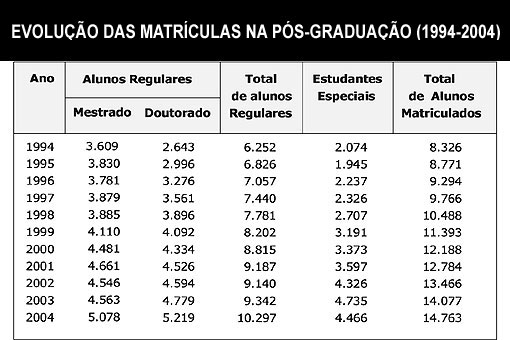 EVOLUÇÃO DAS MATRÍCULAS NA PÓS-GRADUAÇÃO (1994-2004)
Ano Alunos Regulares Total Estudantes Total
de alunos Especiais de Alunos
Mestrado Doutorado Regulares Matriculados
1994 3.609 2.643 6.252 2.074 8.326
1995 3.830 2.996 6.826 1.945 8.771
1996 3.781 3.276 7.057 2.237 9.294
1997 3.879 3.561 7.440 2.326 9.766
1998 3.885 3.896 7.781 2.707 10.488
1999 4.110 4.092 8.202 3.191 11.393
2000 4.481 4.334 8.815 3.373 12.188
2001 4.661 4.526 9.187 3.597 12.784
2002 4.546 4.594 9.140 4.326 13.466
2003 4.563 4.779 9.342 4.735 14.077
2004 5.078 5.219 10.297 4.466 14.763